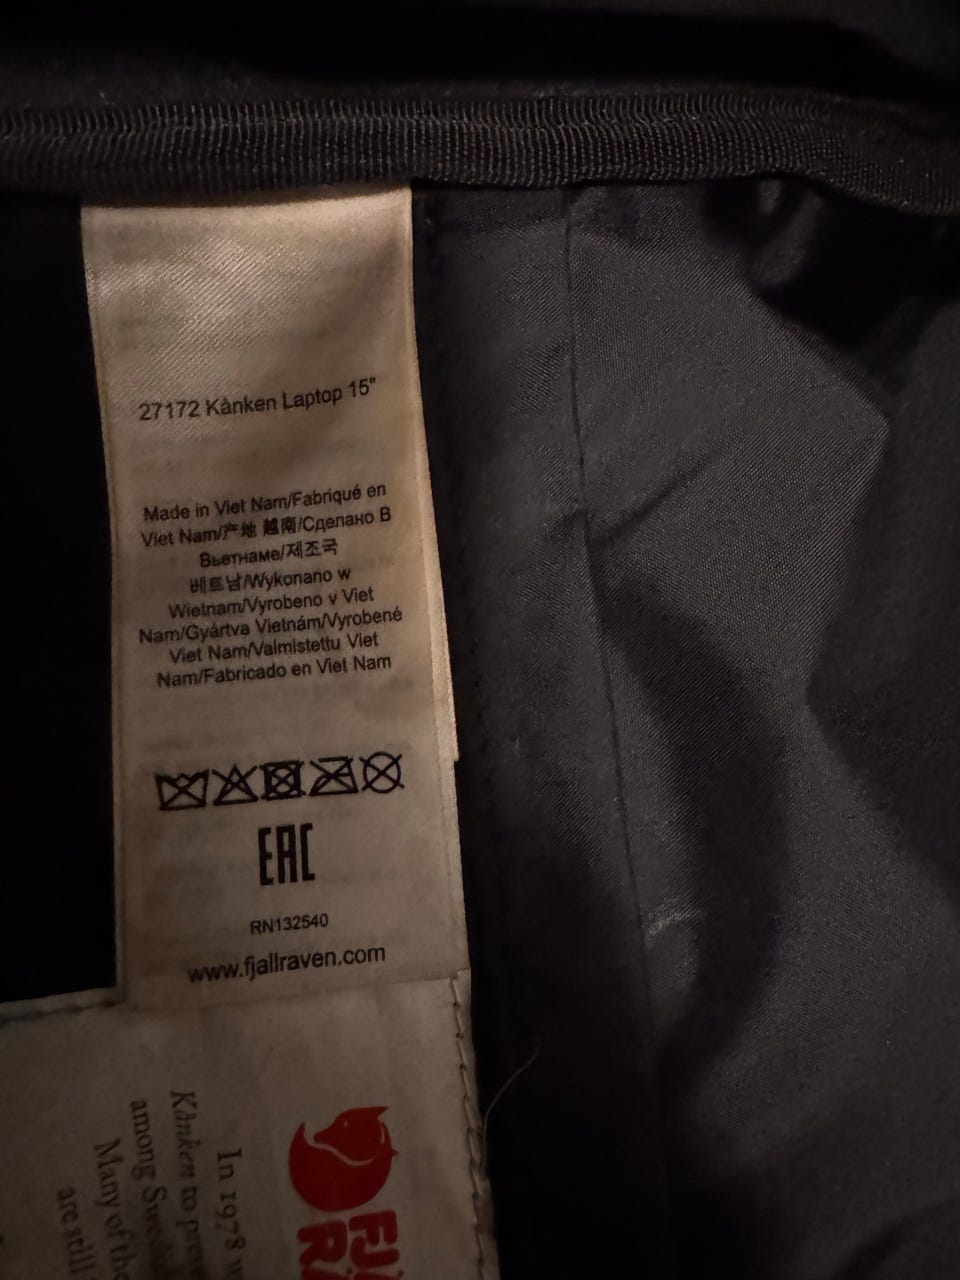 27172 Kånken Laptop 15"
Made in Viet Nam/Fabriqué en
Viet Nam/产地 越南/Сделано В
Вьетнаме/제조국
베트남/Wykonano w
Wietnam/Vyrobeno v Viet
Nam/Gyártva Vietnám/Vyrobené
Viet Nam/Valmistettu Viet
Nam/Fabricado en Viet Nam
EAC
RN132540
www.fjallraven.com
In 1978
Kånken to
among
Many of
are still